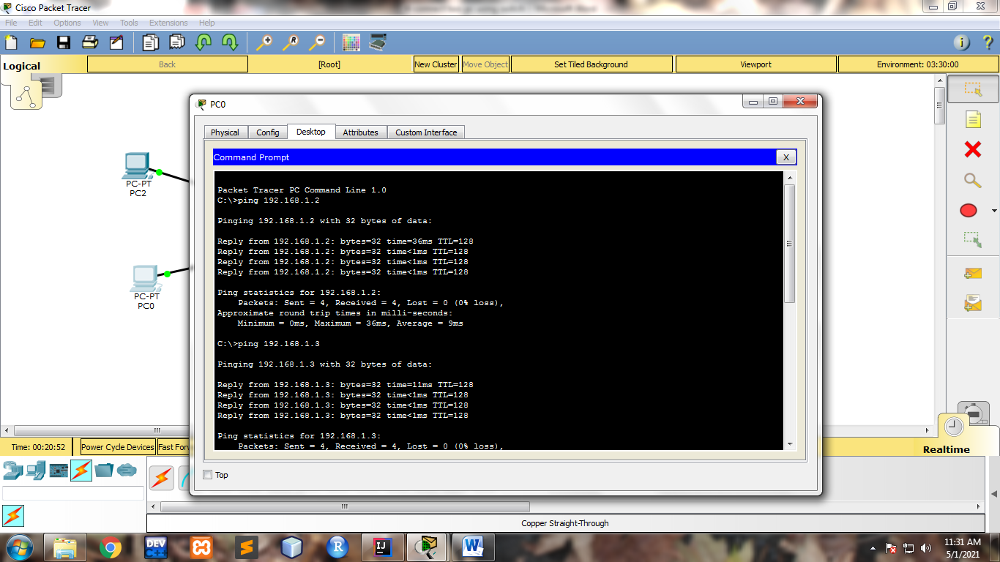 Cisco Packet Tracer
File Edit Options View Tools Extensions Help
Logical
Back
[Root]
New Cluster
Move Object
Set Tiled Background
Viewport
Environment: 03:30:00
PC0
Physical
Config
Desktop
Attributes
Custom Interface
Command Prompt
X
Packet Tracer PC Command Line 1.0
C:\>ping 192.168.1.2
Pinging 192.168.1.2 with 32 bytes of data:
Reply from 192.168.1.2: bytes=32 time=36ms TTL=128
Reply from 192.168.1.2: bytes=32 time<1ms TTL=128
Reply from 192.168.1.2: bytes=32 time<1ms TTL=128
Reply from 192.168.1.2: bytes=32 time<1ms TTL=128
Ping statistics for 192.168.1.2:
Packets: Sent = 4, Received = 4, Lost = 0 (0% loss),
Approximate round trip times in milli-seconds:
Minimum = 0ms, Maximum = 36ms, Average = 9ms
C:\>ping 192.168.1.3
Pinging 192.168.1.3 with 32 bytes of data:
Reply from 192.168.1.3: bytes=32 time=11ms TTL=128
Reply from 192.168.1.3: bytes=32 time<1ms TTL=128
Reply from 192.168.1.3: bytes=32 time<1ms TTL=128
Reply from 192.168.1.3: bytes=32 time<1ms TTL=128
Ping statistics for 192.168.1.3:
Packets: Sent = 4, Received = 4, Lost = 0 (0% loss),
Top
PC-PT
PC2
PC-PT
PC0
Time: 00:20:52
Power Cycle Devices
Fast For
Realtime
Copper Straight-Through
DEV
C++
R
IJ
W
11:31 AM
5/1/2021